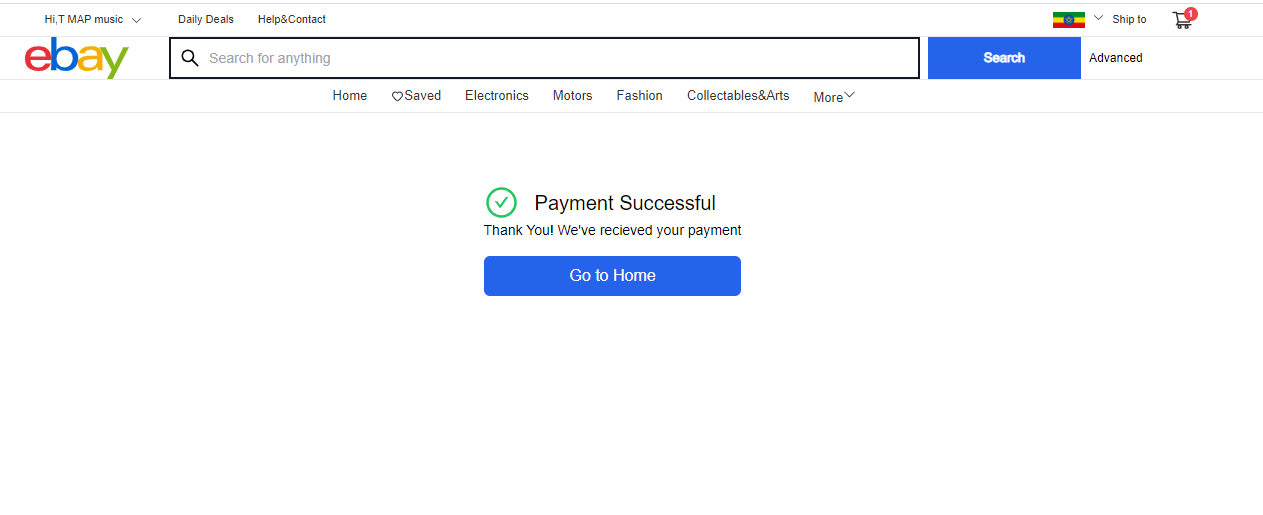 Hi,T MAP music Daily Deals Help&Contact Ship to 1
ebay Search for anything Search Advanced
Home Saved Electronics Motors Fashion Collectables&Arts More
Payment Successful
Thank You! We've recieved your payment
Go to Home